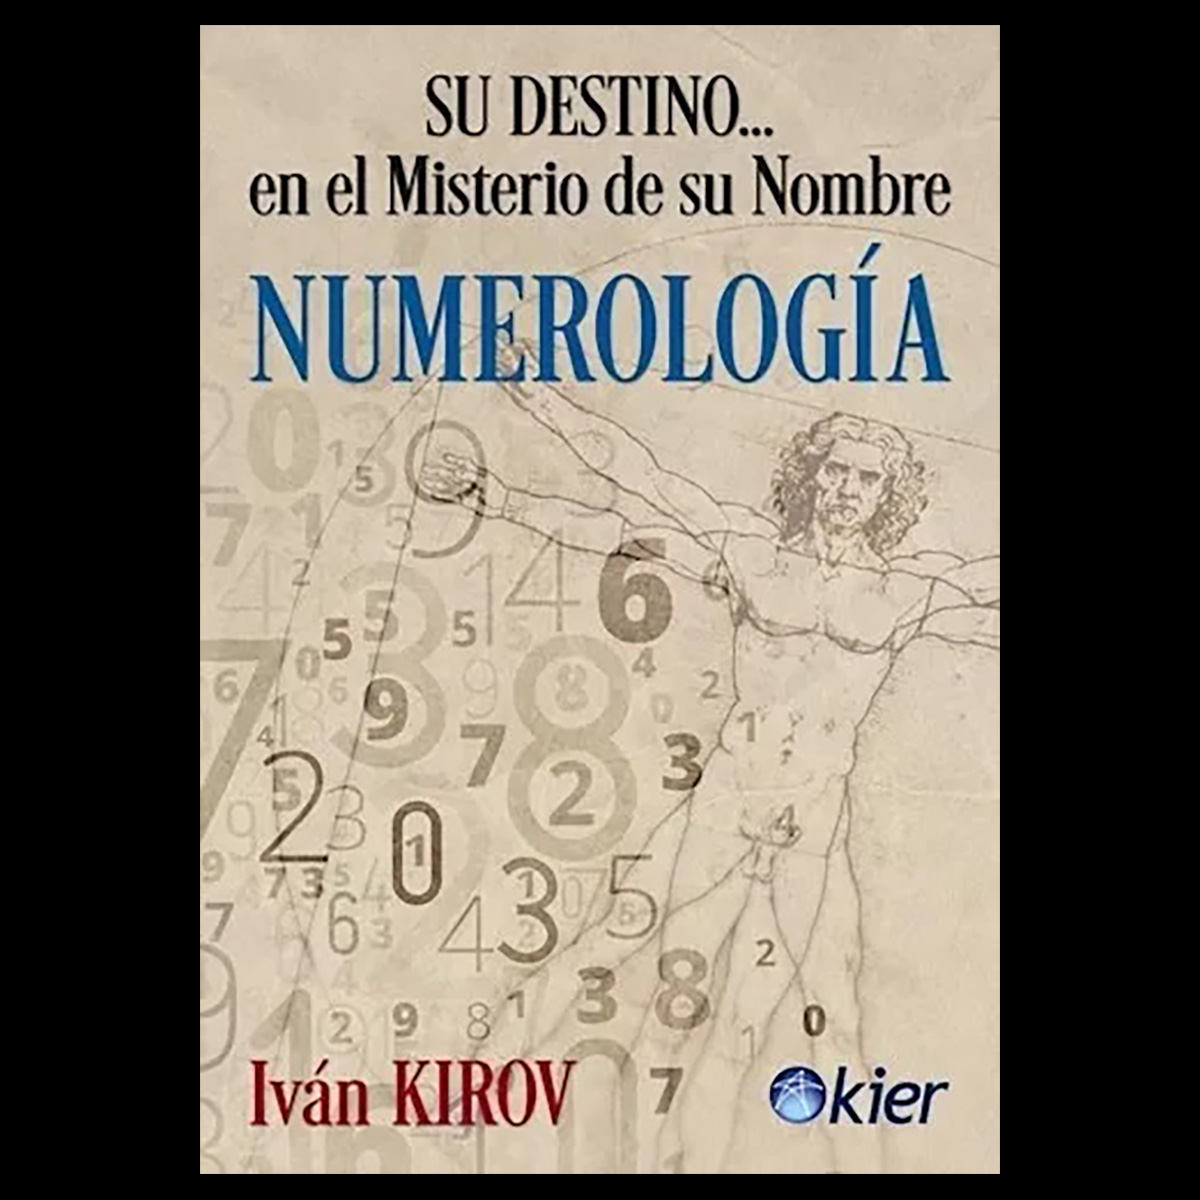 SU DESTINO...
en el Misterio de su Nombre
NUMEROLOGÍA
Iván KIROV
kier